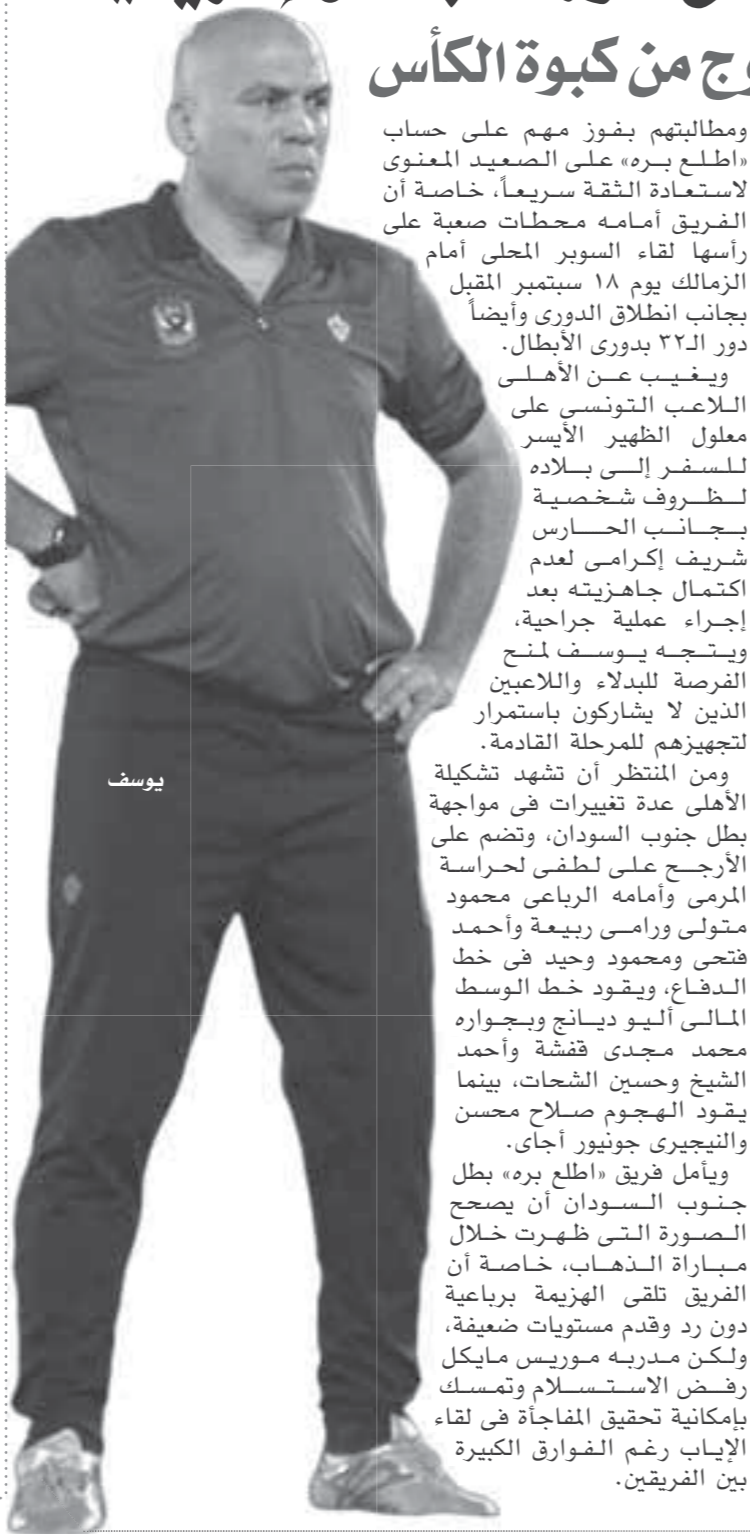 وج من كبوة الكأس
ومطالبتهم بفوز مهم على حساب
«اطلع بره» على الصعيد المعنوى
لاستعادة الثقة سريعاً، خاصة أن
الفريق أمامه محطات صعبة على
رأسها لقاء السوبر المحلى أمام
الزمالك يوم ١٨ سبتمبر المقبل
بجانب انطلاق الدورى وأيضاً
دور الـ٣٢ بدورى الأبطال.
ويغيب عن الأهلى
اللاعب التونسى على
معلول الظهير الأيسر
للسفر إلى بلاده
لظروف شخصية
بجانب الحارس
شريف إكرامى لعدم
اكتمال جاهزيته بعد
إجراء عملية جراحية،
ويتجه يوسف لمنح
الفرصة للبدلاء واللاعبين
الذين لا يشاركون باستمرار
لتجهيزهم للمرحلة القادمة.
ومن المنتظر أن تشهد تشكيلة
الأهلى عدة تغييرات فى مواجهة
بطل جنوب السودان، وتضم على
الأرجح على لطفى لحراسة
المرمى وأمامه الرباعى محمود
متولى ورامى ربيعة وأحمد
فتحى ومحمود وحيد فى خط
الدفاع، ويقود خط الوسط
المالى أليو ديانج وبجواره
محمد مجدى قفشة وأحمد
الشيخ وحسين الشحات، بينما
يقود الهجوم صلاح محسن
والنيجيرى جونيور أجاى.
ويأمل فريق «اطلع بره» بطل
جنوب السودان أن يصحح
الصورة التى ظهرت خلال
مباراة الذهاب، خاصة أن
الفريق تلقى الهزيمة برباعية
دون رد وقدم مستويات ضعيفة،
ولكن مدربه موريس مايكل
رفض الاستسلام وتمسك
بإمكانية تحقيق المفاجأة فى لقاء
الإياب رغم الفوارق الكبيرة
بين الفريقين.
يوسف